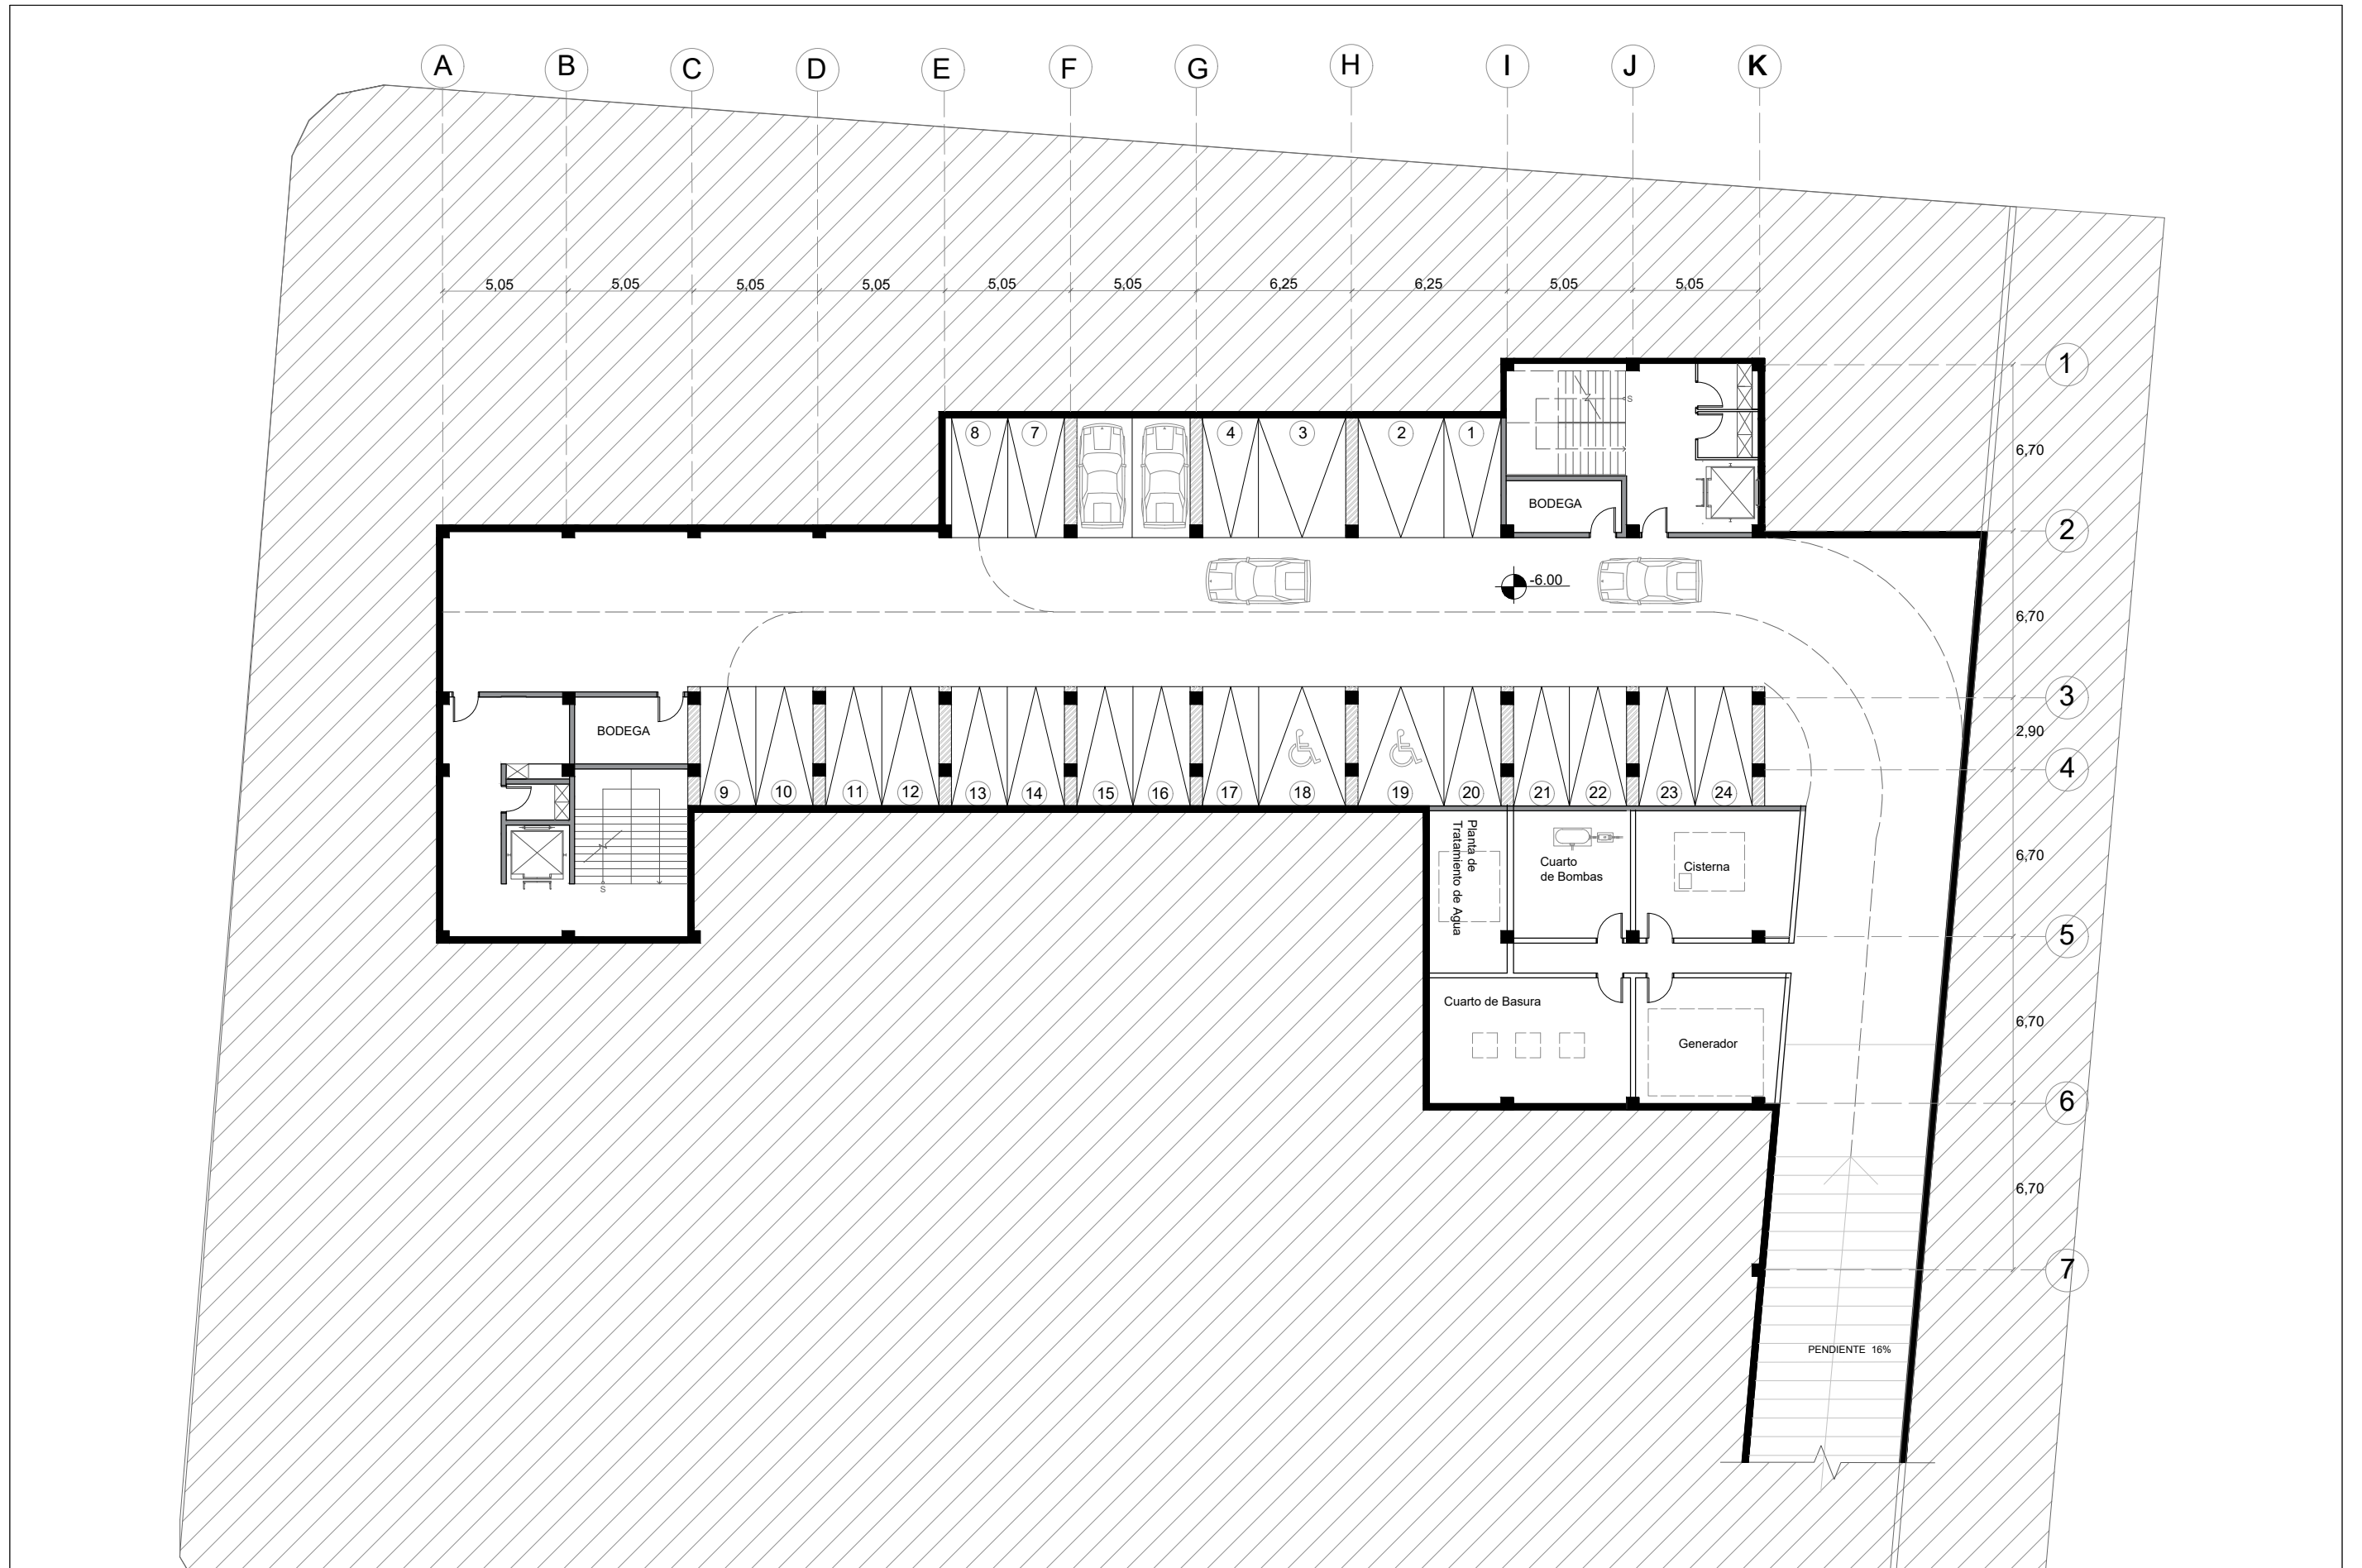 A
B
C
D
E
F
G
H
I
J
K
5,05
5,05
5,05
5,05
5,05
5,05
6,25
6,25
5,05
5,05
1
2
3
4
5
6
7
6,70
6,70
2,90
6,70
6,70
6,70
8
7
4
3
2
1
S
BODEGA
-6.00
BODEGA
S
9
10
11
12
13
14
15
16
17
18
19
20
21
22
23
24
Planta de
Tratamiento de Agua
Cuarto
de Bombas
Cisterna
Cuarto de Basura
Generador
PENDIENTE 16%